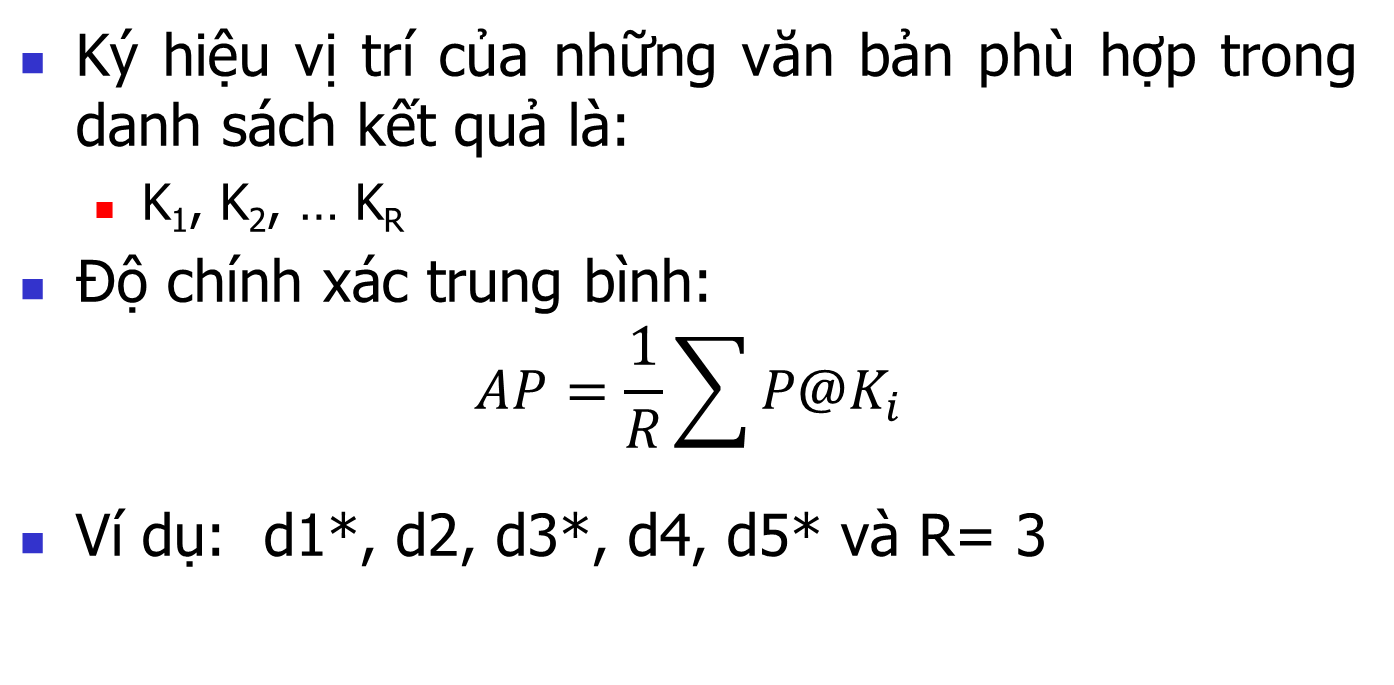 Ký hiệu vị trí của những văn bản phù hợp trong
danh sách kết quả là:
K₁, K₂, … K_R
Độ chính xác trung bình:
AP = 1/R ∑ P@Kᵢ
Ví dụ: d1*, d2, d3*, d4, d5* và R= 3